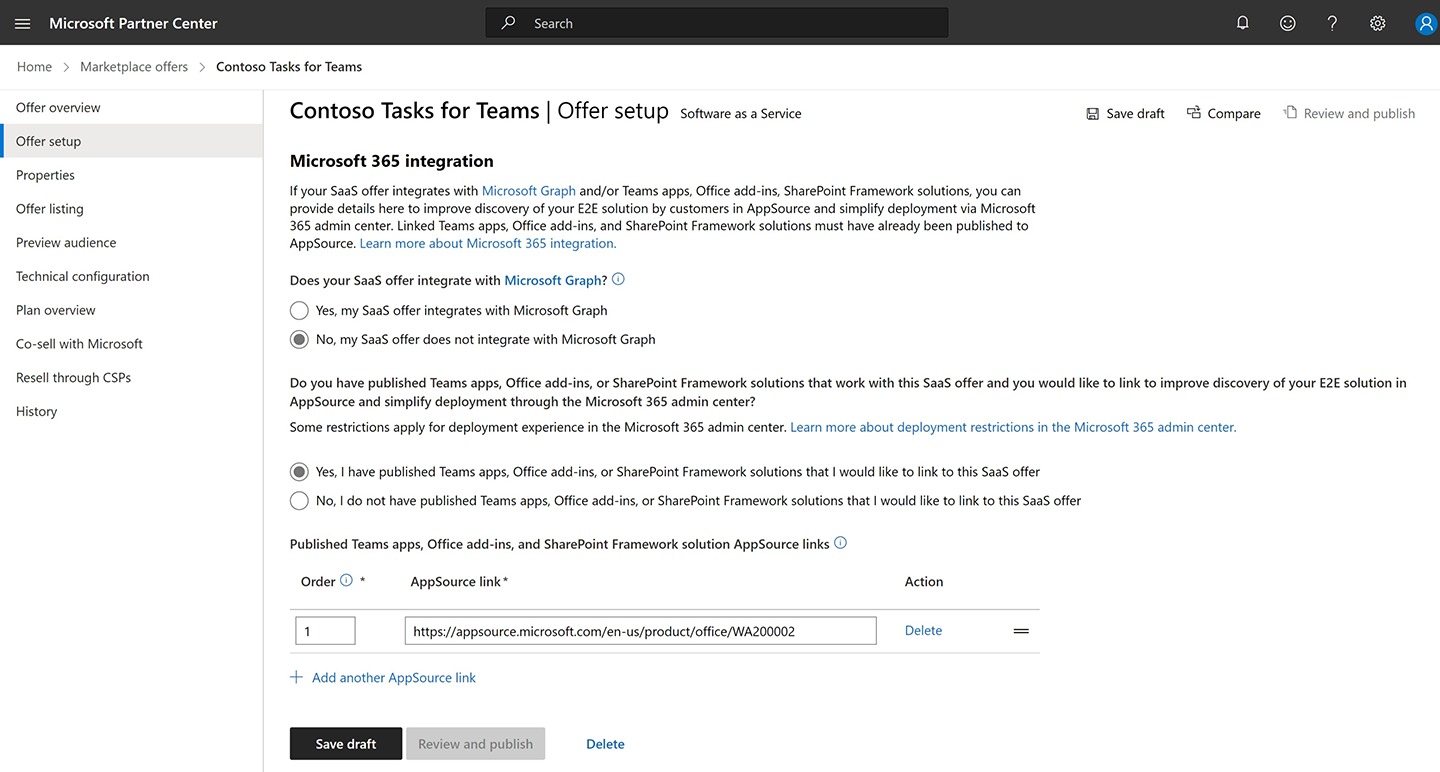 Microsoft Partner Center
Search
Home > Marketplace offers > Contoso Tasks for Teams
Offer overview
Offer setup
Properties
Offer listing
Preview audience
Technical configuration
Plan overview
Co-sell with Microsoft
Resell through CSPs
History
Contoso Tasks for Teams | Offer setup Software as a Service
Save draft
Compare
Review and publish
Microsoft 365 integration
If your SaaS offer integrates with Microsoft Graph and/or Teams apps, Office add-ins, SharePoint Framework solutions, you can
provide details here to improve discovery of your E2E solution by customers in AppSource and simplify deployment via Microsoft
365 admin center. Linked Teams apps, Office add-ins, and SharePoint Framework solutions must have already been published to
AppSource. Learn more about Microsoft 365 integration.
Does your SaaS offer integrate with Microsoft Graph?
Yes, my SaaS offer integrates with Microsoft Graph
No, my SaaS offer does not integrate with Microsoft Graph
Do you have published Teams apps, Office add-ins, or SharePoint Framework solutions that work with this SaaS offer and you would like to link to improve discovery of your E2E solution in
AppSource and simplify deployment through the Microsoft 365 admin center?
Some restrictions apply for deployment experience in the Microsoft 365 admin center. Learn more about deployment restrictions in the Microsoft 365 admin center.
Yes, I have published Teams apps, Office add-ins, or SharePoint Framework solutions that I would like to link to this SaaS offer
No, I do not have published Teams apps, Office add-ins, or SharePoint Framework solutions that I would like to link to this SaaS offer
Published Teams apps, Office add-ins, and SharePoint Framework solution AppSource links
Order * AppSource link* Action
1 https://appsource.microsoft.com/en-us/product/office/WA200002 Delete
+ Add another AppSource link
Save draft Review and publish Delete